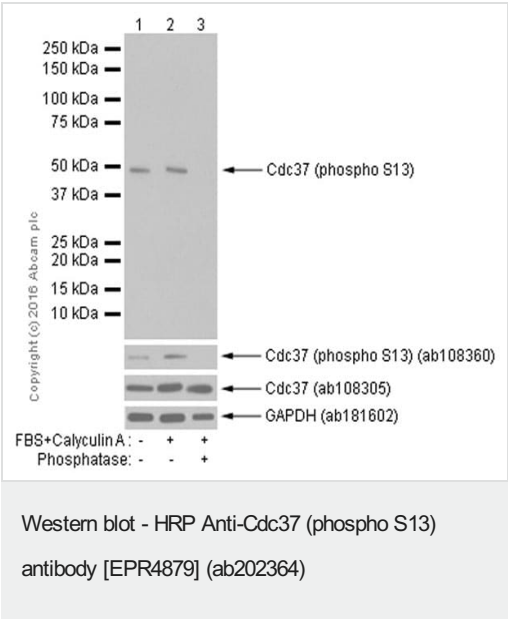 1 2 3
250 kDa
150 kDa
100 kDa
75 kDa
50 kDa
Cdc37 (phospho S13)
37 kDa
25 kDa
20 kDa
15 kDa
10 kDa
Copyright (c) 2016 Abcam plc
Cdc37 (phospho S13) (ab108360)
Cdc37 (ab108305)
GAPDH (ab181602)
FBS+Calyculin A : - + +
Phosphatase: - - +
Western blot - HRP Anti-Cdc37 (phospho S13)
antibody [EPR4879] (ab202364)